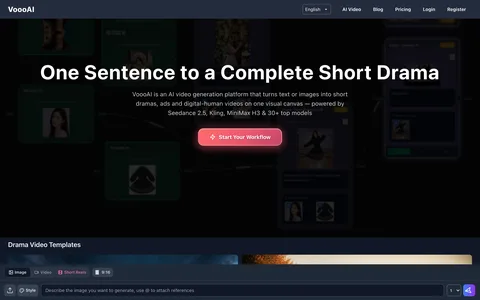 VoooAI
English
AI Video
Blog
Pricing
Login
Register
One Sentence to a Complete Short Drama
VoooAI is an AI video generation platform that turns text or images into short
dramas, ads and digital-human videos on one visual canvas — powered by
Seedance 2.5, Kling, MiniMax H3 & 30+ top models
Start Your Workflow
Drama Video Templates
Image
Video
Short Reels
9:16
Style
Describe the image you want to generate, use @ to attach references
1